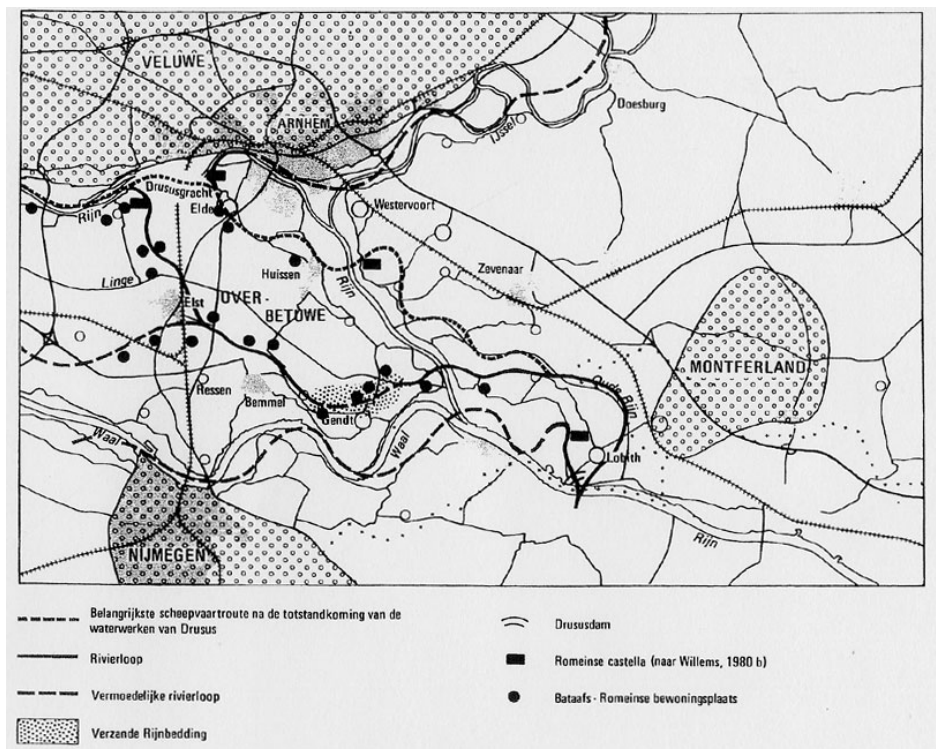 VELUWE
ARNHEM
Doesburg
IJssel
Drususgracht
Elde
Rijn
Westervoort
Linge
Huissen
Rijn
Zevenaar
Elst
OVER-
BETUWE
MONTFERLAND
Ressen
Bemmel
Gendt
Oude Rijn
Waal
Waal
Lobith
NIJMEGEN
Rijn
Belangrijkste scheepvaartroute na de totstandkoming van de
waterwerken van Drusus
Rivierloop
Vermoedelijke rivierloop
Verzande Rijnbedding
Drususdam
Romeinse castella (naar Willems, 1980 b)
Bataafs - Romeinse bewoningsplaats